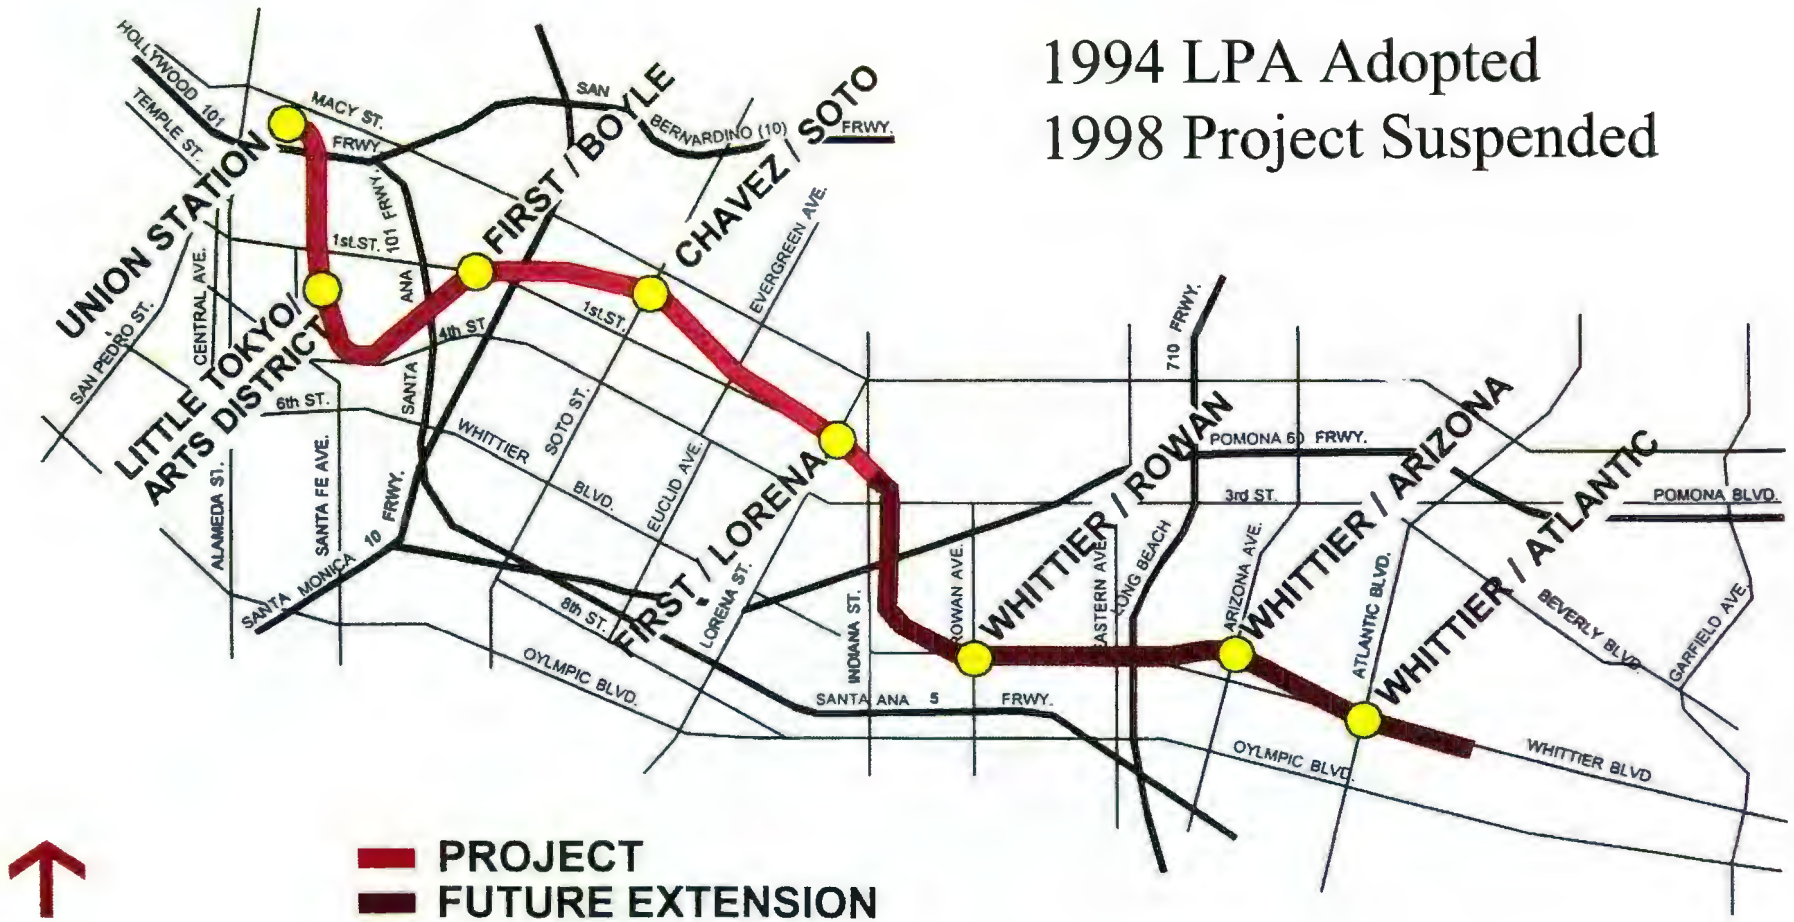 1994 LPA Adopted
1998 Project Suspended
HOLLYWOOD 101
FRWY.
TEMPLE ST.
MACY ST.
SAN
BERNARDINO (10)
FRWY.
UNION STATION
FIRST / BOYLE
CHAVEZ / SOTO
EVERGREEN AVE.
1st.ST.
101 FRWY.
SANTA ANA
CENTRAL AVE.
SAN PEDRO ST.
LITTLE TOKYO/
ARTS DISTRICT
4th ST
1st.ST.
6th ST.
WHITTIER
BLVD.
SOTO ST.
EUCLID AVE.
ALAMEDA ST.
SANTA FE AVE.
SANTA MONICA 10 FRWY.
FIRST / LORENA
LORENA ST.
8th ST.
OYLMPIC BLVD.
INDIANA ST.
ROWAN AVE.
WHITTIER / ROWAN
710 FRWY.
LONG BEACH
EASTERN AVE.
POMONA 60 FRWY.
3rd ST.
ARIZONA AVE.
WHITTIER / ARIZONA
ATLANTIC BLVD.
WHITTIER / ATLANTIC
POMONA BLVD.
BEVERLY BLVD.
GARFIELD AVE.
SANTA ANA 5 FRWY.
OYLMPIC BLVD.
WHITTIER BLVD
PROJECT
FUTURE EXTENSION